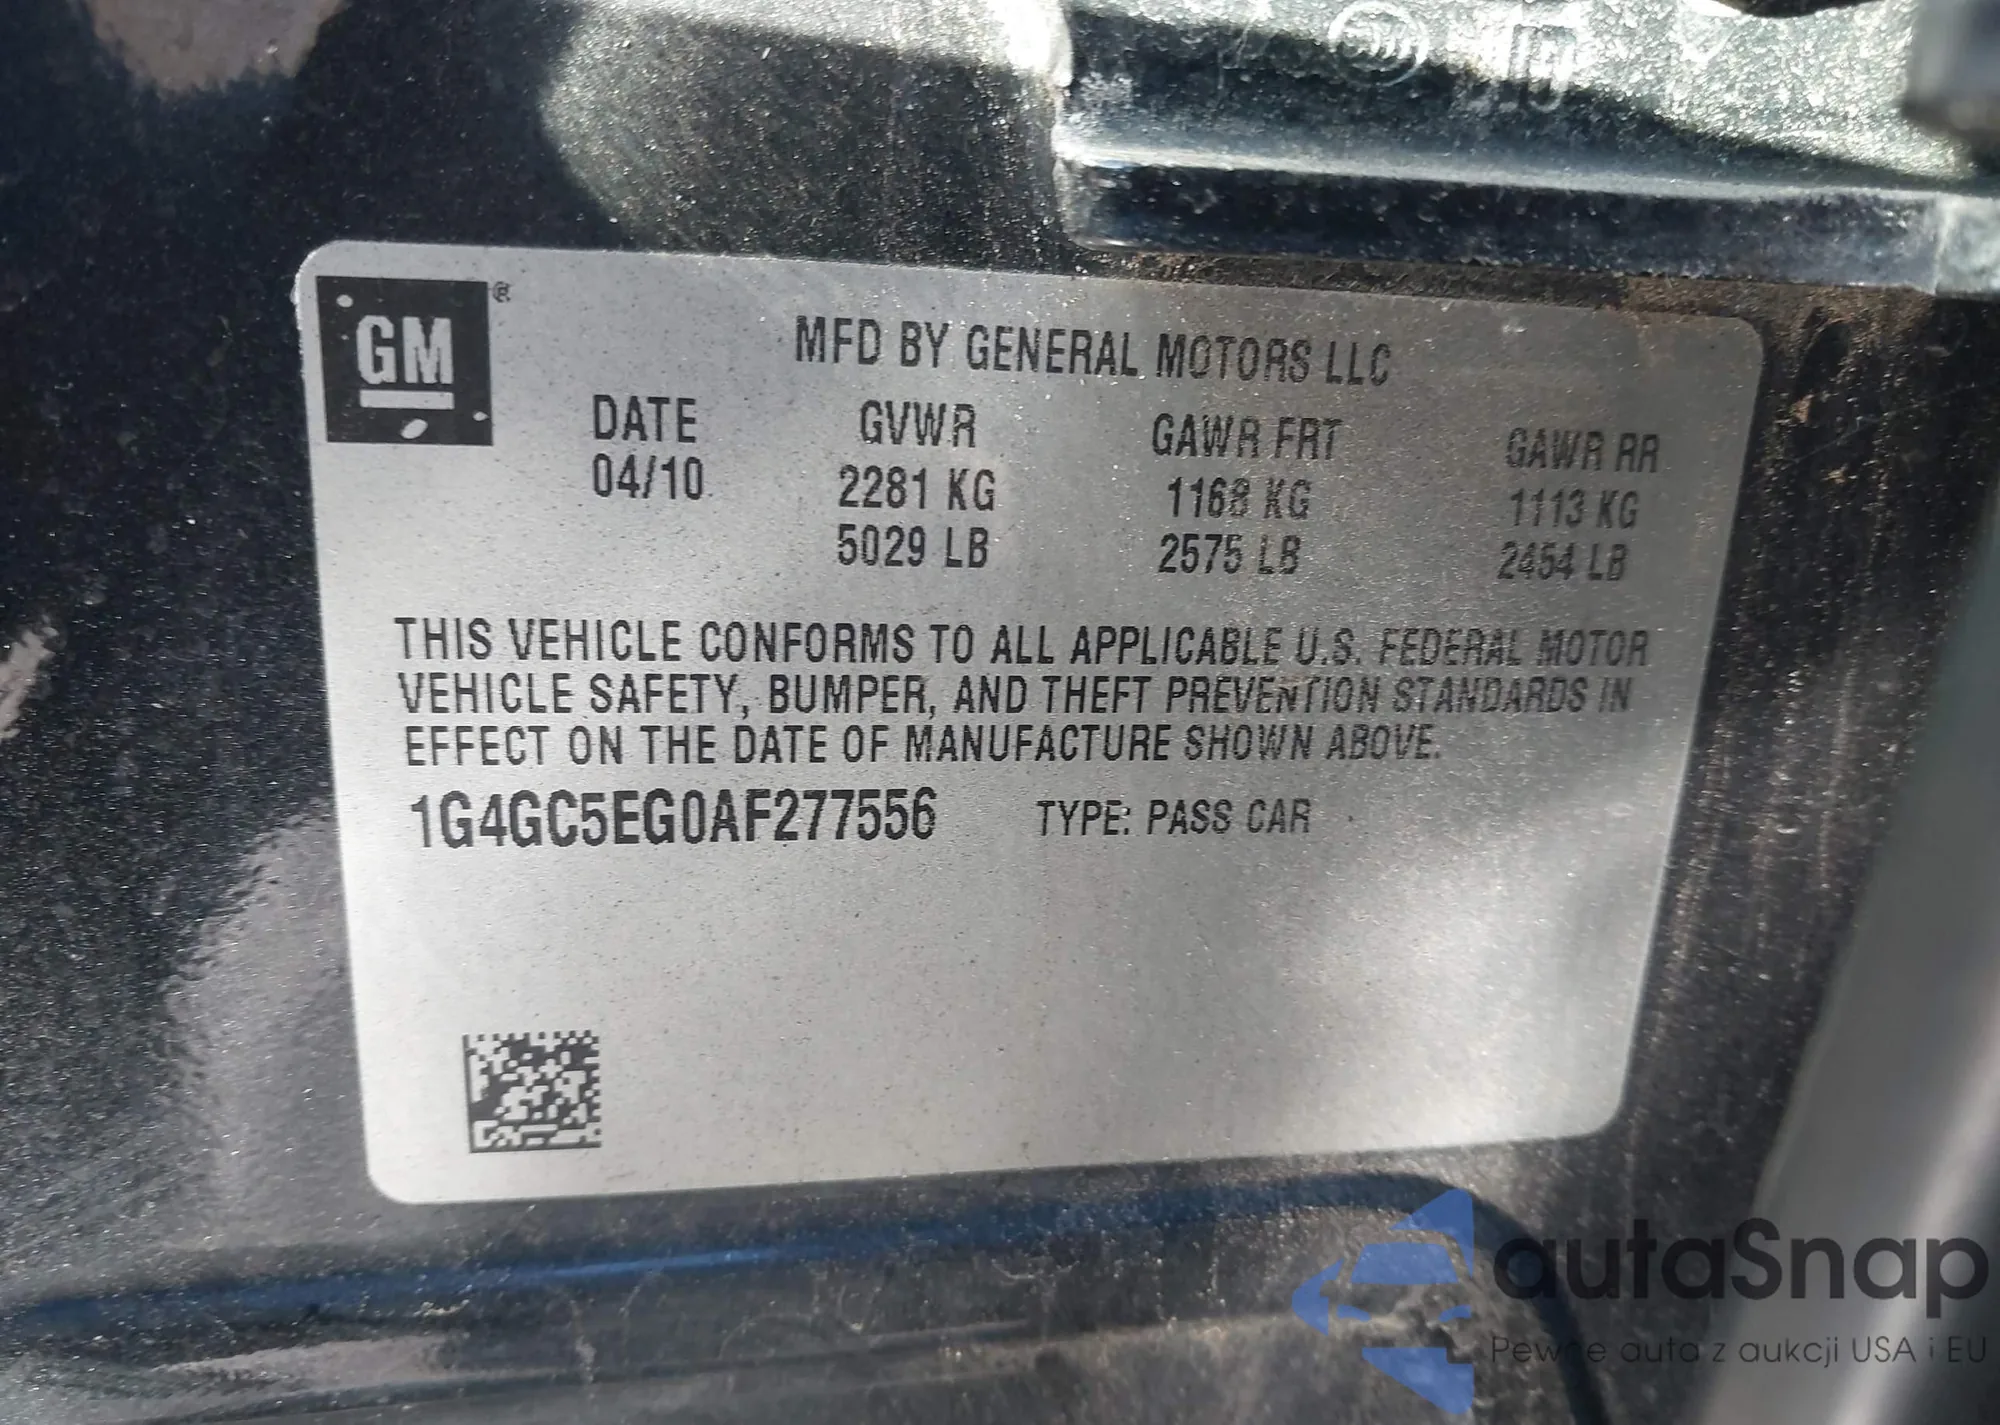 GM®
MFD BY GENERAL MOTORS LLC
DATE GVWR GAWR FRT GAWR RR
04/10 2281 KG 1168 KG 1113 KG
5029 LB 2575 LB 2454 LB
THIS VEHICLE CONFORMS TO ALL APPLICABLE U.S. FEDERAL MOTOR
VEHICLE SAFETY, BUMPER, AND THEFT PREVENTION STANDARDS IN
EFFECT ON THE DATE OF MANUFACTURE SHOWN ABOVE.
1G4GC5EG0AF277556 TYPE: PASS CAR
autaSnap
Pewne auta z aukcji USA i EU